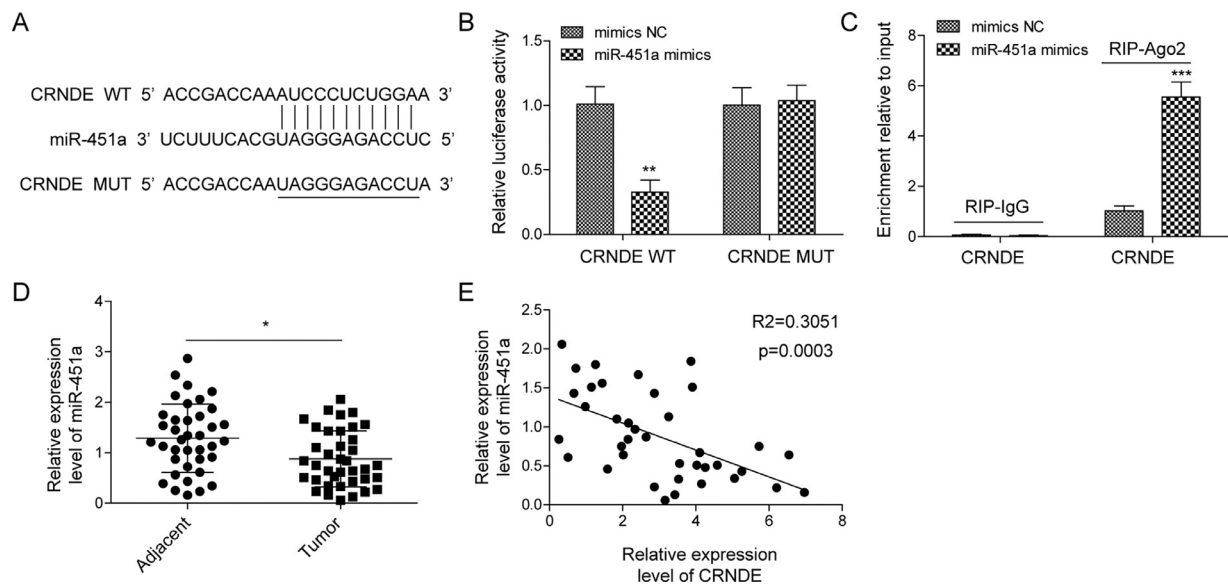 A
CRNDE WT 5' ACCGACCAAAUCCCUCUGGAA 3'
miR-451a 3' UCUUUCACGUAGGGAGACCUC 5'
CRNDE MUT 5' ACCGACCAAUAGGGAGACCUA 3'
B
mimics NC
miR-451a mimics
Relative luciferase activity
1.5
1.0
0.5
0.0
**
CRNDE WT
CRNDE MUT
C
mimics NC
miR-451a mimics
Enrichment relative to input
8
6
4
2
0
RIP-IgG
RIP-Ago2
***
CRNDE
CRNDE
D
Relative expression
level of miR-451a
4
3
2
1
0
*
Adjacent
Tumor
E
Relative expression
level of miR-451a
2.5
2.0
1.5
1.0
0.5
0.0
R2=0.3051
p=0.0003
0 2 4 6 8
Relative expression
level of CRNDE